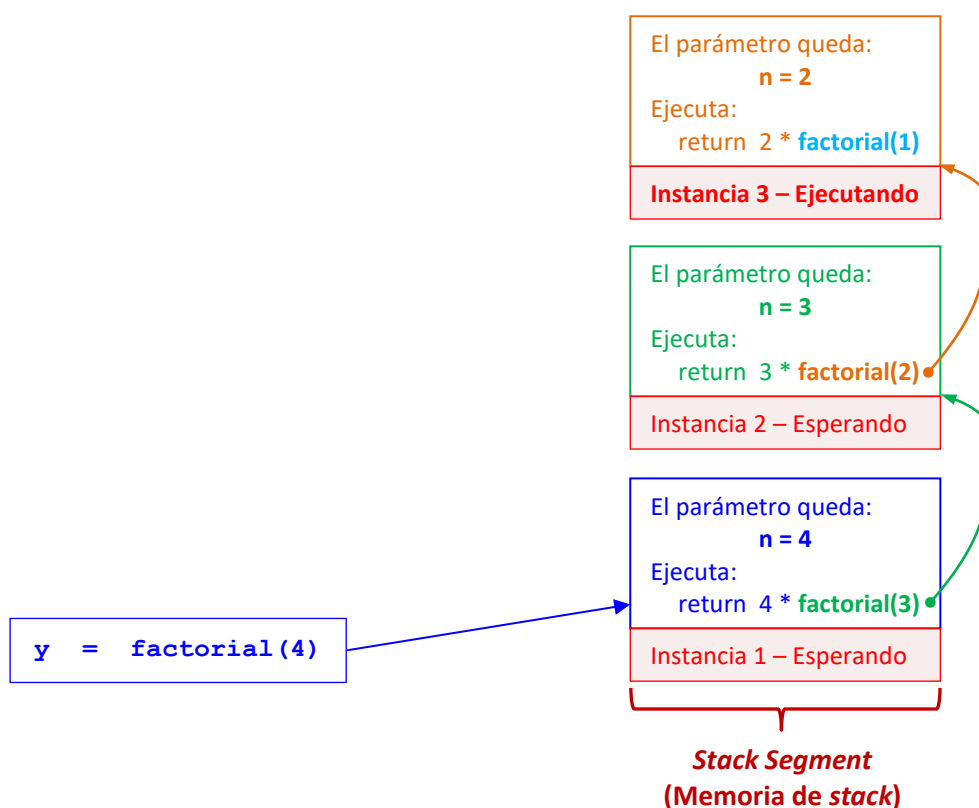 El parámetro queda:
n = 2
Ejecuta:
return 2 * factorial(1)
Instancia 3 – Ejecutando
El parámetro queda:
n = 3
Ejecuta:
return 3 * factorial(2)
Instancia 2 – Esperando
El parámetro queda:
n = 4
Ejecuta:
return 4 * factorial(3)
Instancia 1 – Esperando
y = factorial(4)
Stack Segment
(Memoria de stack)